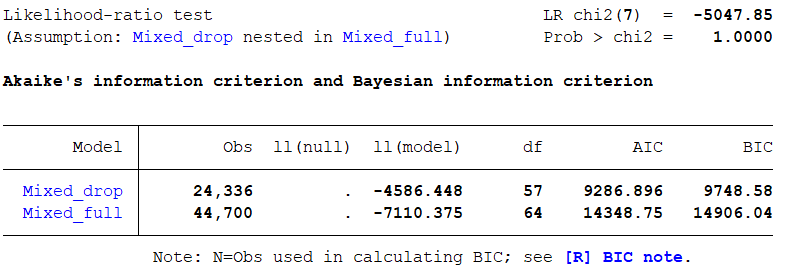 Likelihood-ratio test LR chi2(7) = -5047.85
(Assumption: Mixed_drop nested in Mixed_full) Prob > chi2 = 1.0000
Akaike's information criterion and Bayesian information criterion
Model Obs ll(null) ll(model) df AIC BIC
Mixed_drop 24,336 . -4586.448 57 9286.896 9748.58
Mixed_full 44,700 . -7110.375 64 14348.75 14906.04
Note: N=Obs used in calculating BIC; see [R] BIC note.